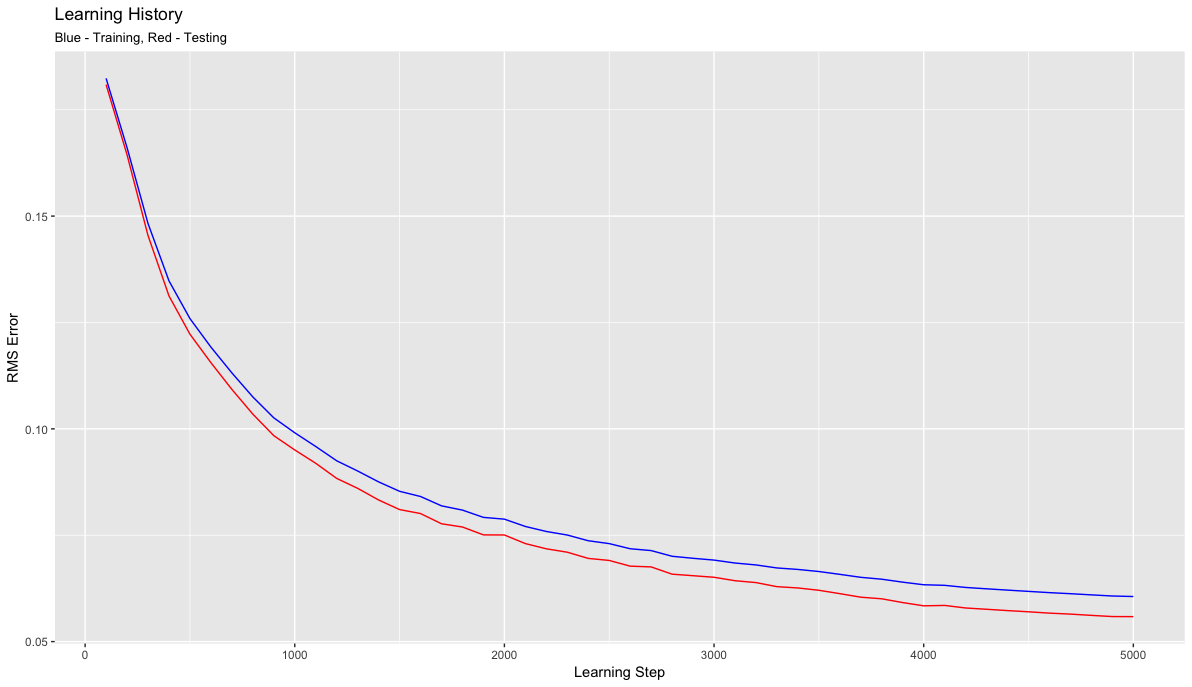 Learning History
Blue - Training, Red - Testing
RMS Error
0.15
0.10
0.05
0 1000 2000 3000 4000 5000
Learning Step